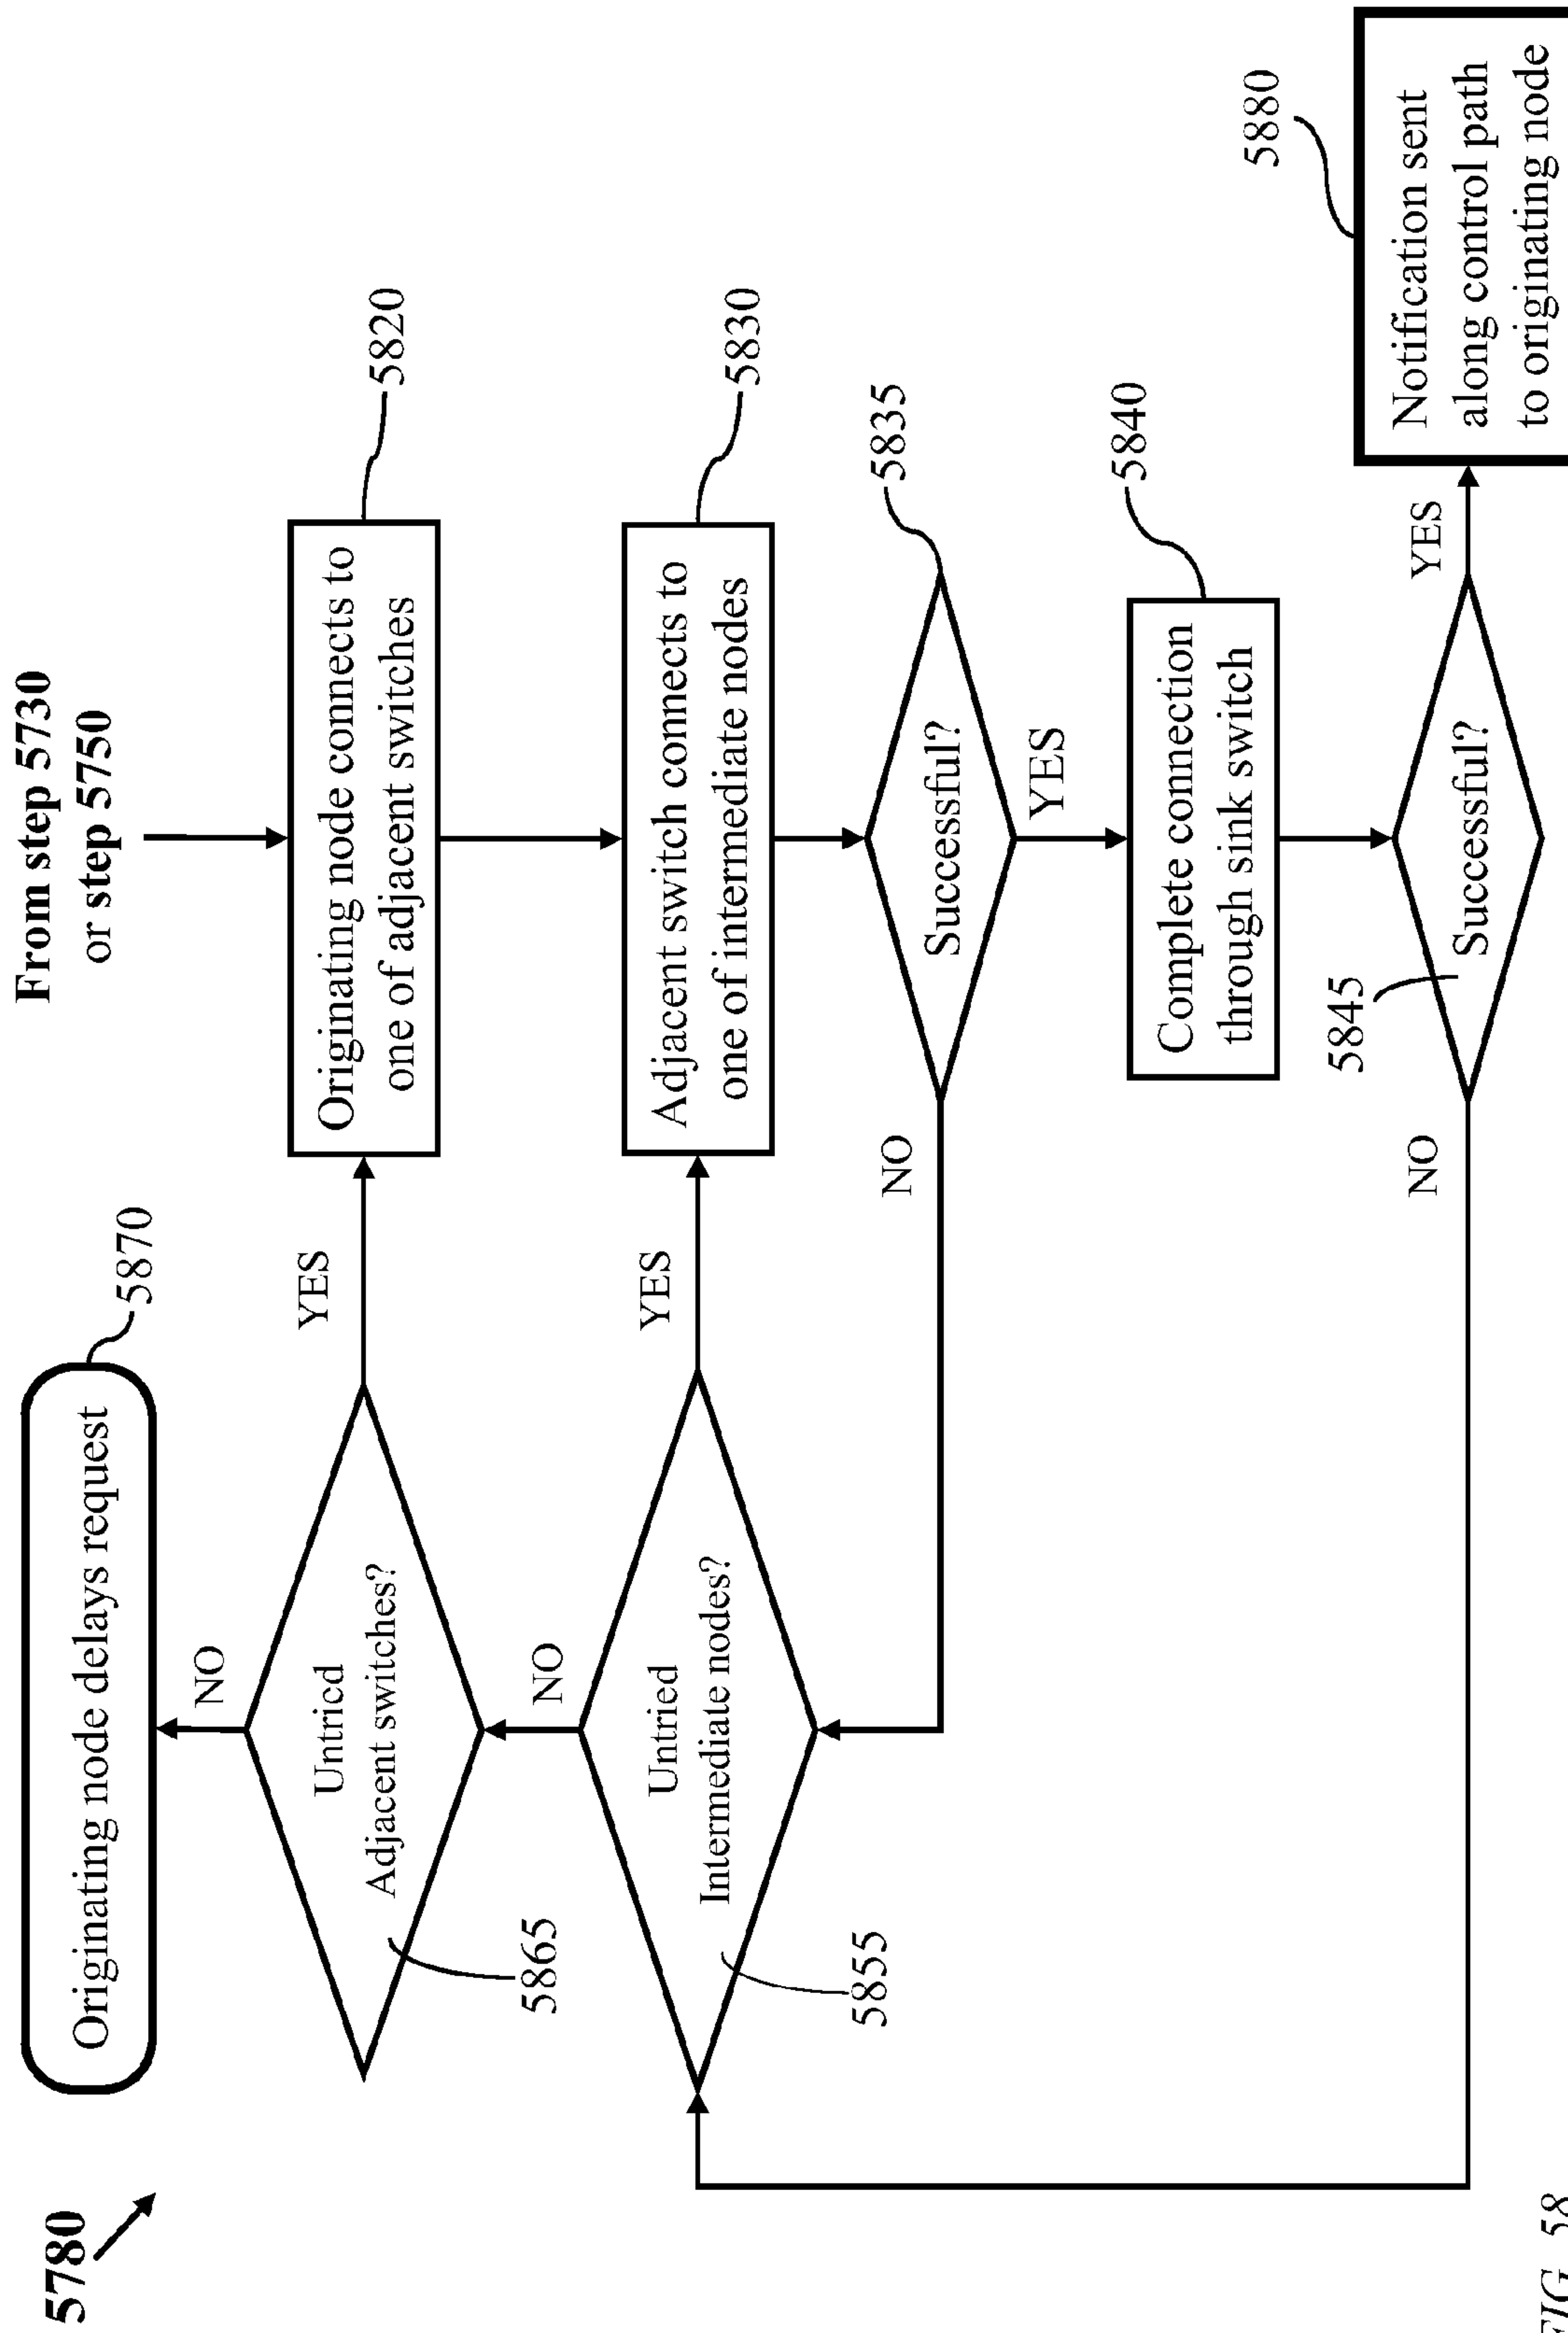 5780
From step 5730
or step 5750
Originating node delays request
5870
NO
Untried
Adjacent switches?
5865
YES
Originating node connects to
one of adjacent switches
5820
NO
Untried
Intermediate nodes?
5855
YES
Adjacent switch connects to
one of intermediate nodes
5830
NO
Successful?
5835
YES
Complete connection
through sink switch
5840
5845
Successful?
NO
YES
5880
Notification sent
along control path
to originating node
FIG. 58